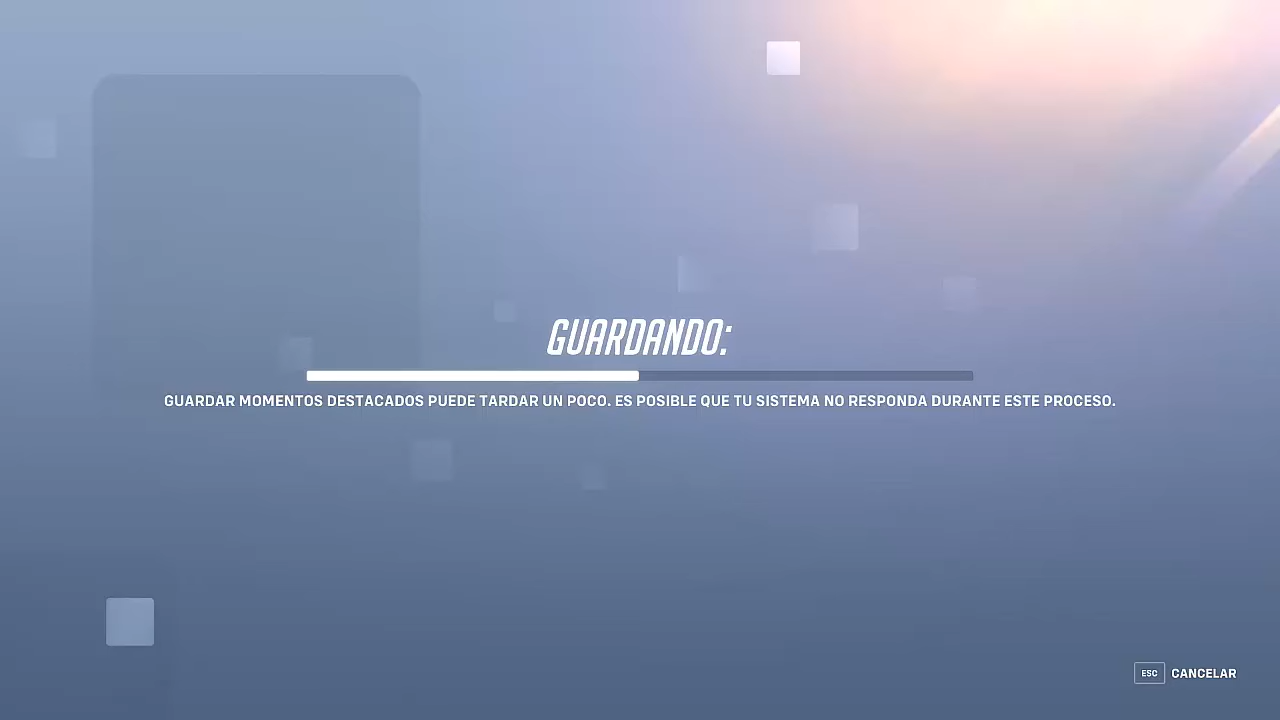 GUARDANDO:
GUARDAR MOMENTOS DESTACADOS PUEDE TARDAR UN POCO. ES POSIBLE QUE TU SISTEMA NO RESPONDA DURANTE ESTE PROCESO.
ESC CANCELAR